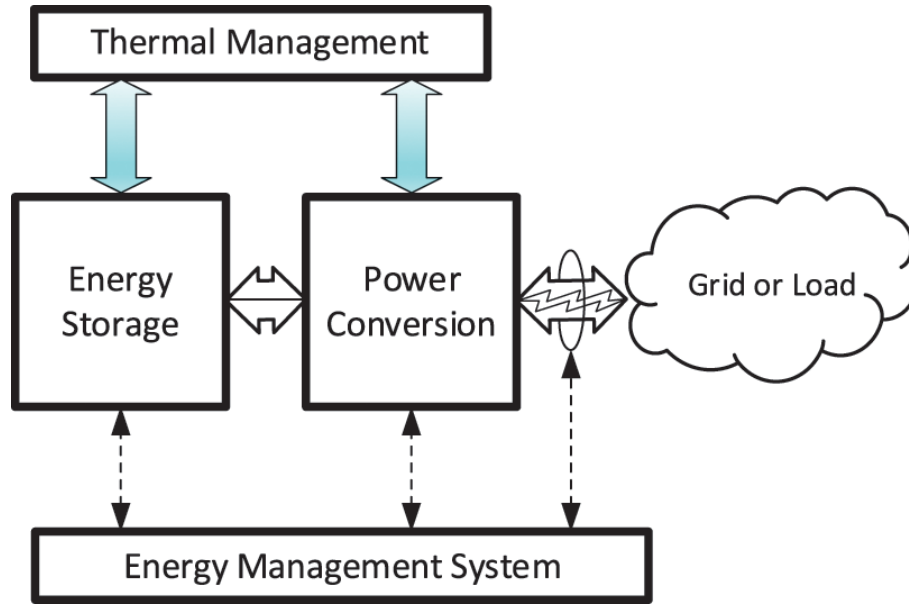 Thermal Management
Energy
Storage
Power
Conversion
Grid or Load
Energy Management System